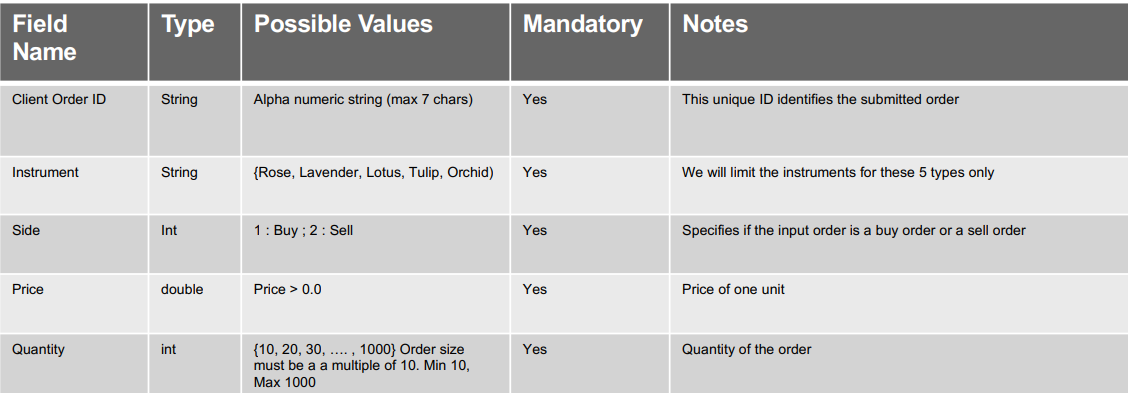 Field Name Type Possible Values Mandatory Notes
Client Order ID String Alpha numeric string (max 7 chars) Yes This unique ID identifies the submitted order
Instrument String {Rose, Lavender, Lotus, Tulip, Orchid) Yes We will limit the instruments for these 5 types only
Side Int 1 : Buy ; 2 : Sell Yes Specifies if the input order is a buy order or a sell order
Price double Price > 0.0 Yes Price of one unit
Quantity int {10, 20, 30, .... , 1000} Order size Yes Quantity of the order
must be a a multiple of 10. Min 10,
Max 1000